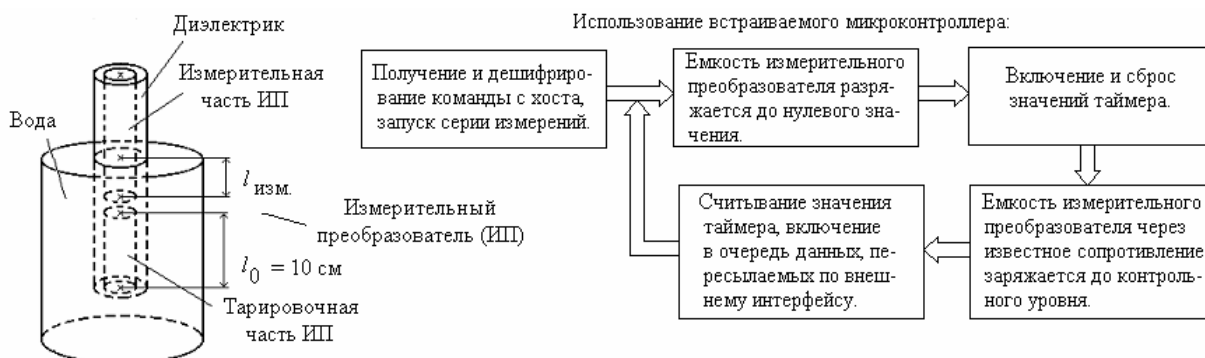 Диэлектрик
Измерительная
часть ИП
Вода
l изм.
Измерительный
преобразователь (ИП)
l0 = 10 см
Тарировочная
часть ИП
Использование встраиваемого микроконтроллера:
Получение и дешифриро-
вание команды с хоста,
запуск серии измерений.
Емкость измерительного
преобразователя разря-
жается до нулевого зна-
чения.
Включение и сброс
значений таймера.
Емкость измерительного
преобразователя через
известное сопротивление
заряжается до контроль-
ного уровня.
Считывание значения
таймера, включение
в очередь данных, пе-
ресылаемых по внеш-
нему интерфейсу.